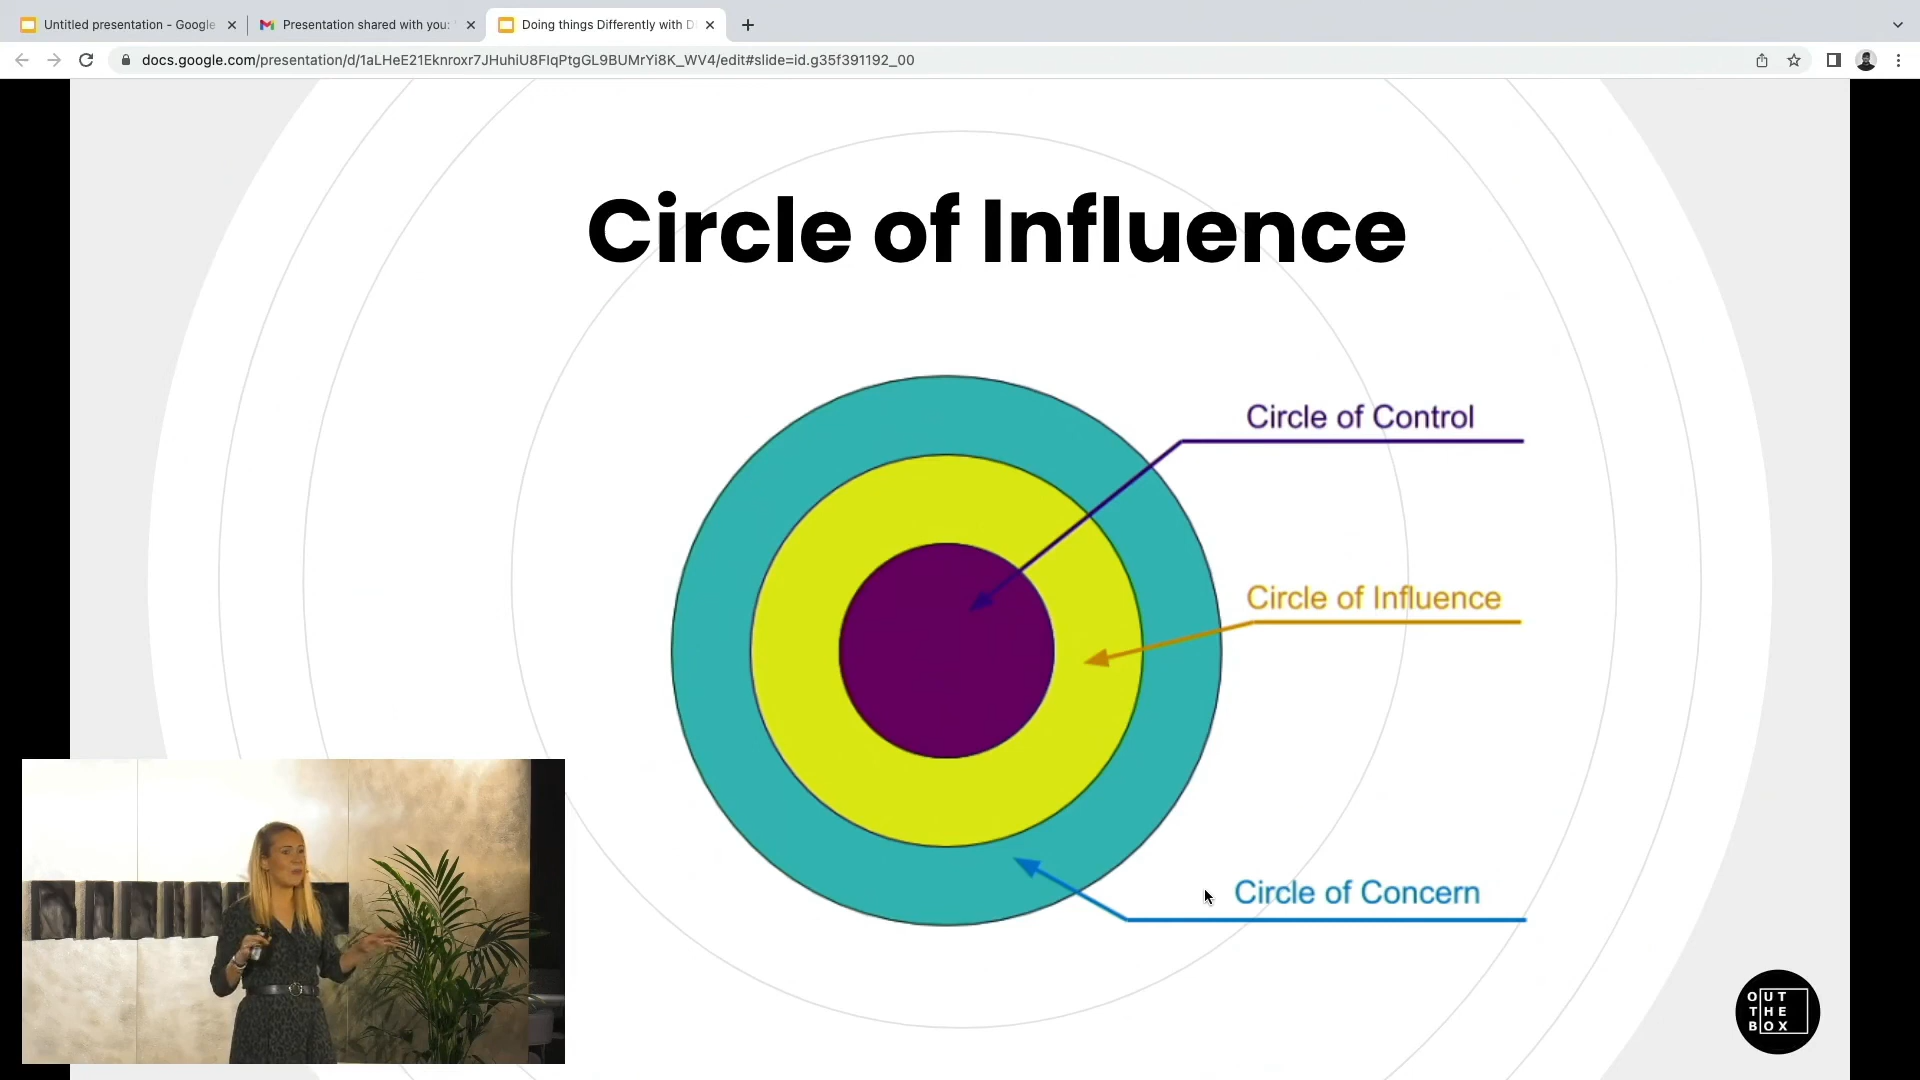 Untitled presentation - Google
Presentation shared with you:
Doing things Differently with D
docs.google.com/presentation/d/1aLHeE21Eknroxr7JHuhiU8FIqPtgGL9BUMrYi8K_WV4/edit#slide=id.g35f391192_00
Circle of Influence
Circle of Control
Circle of Influence
Circle of Concern
OUT
THE
BOX